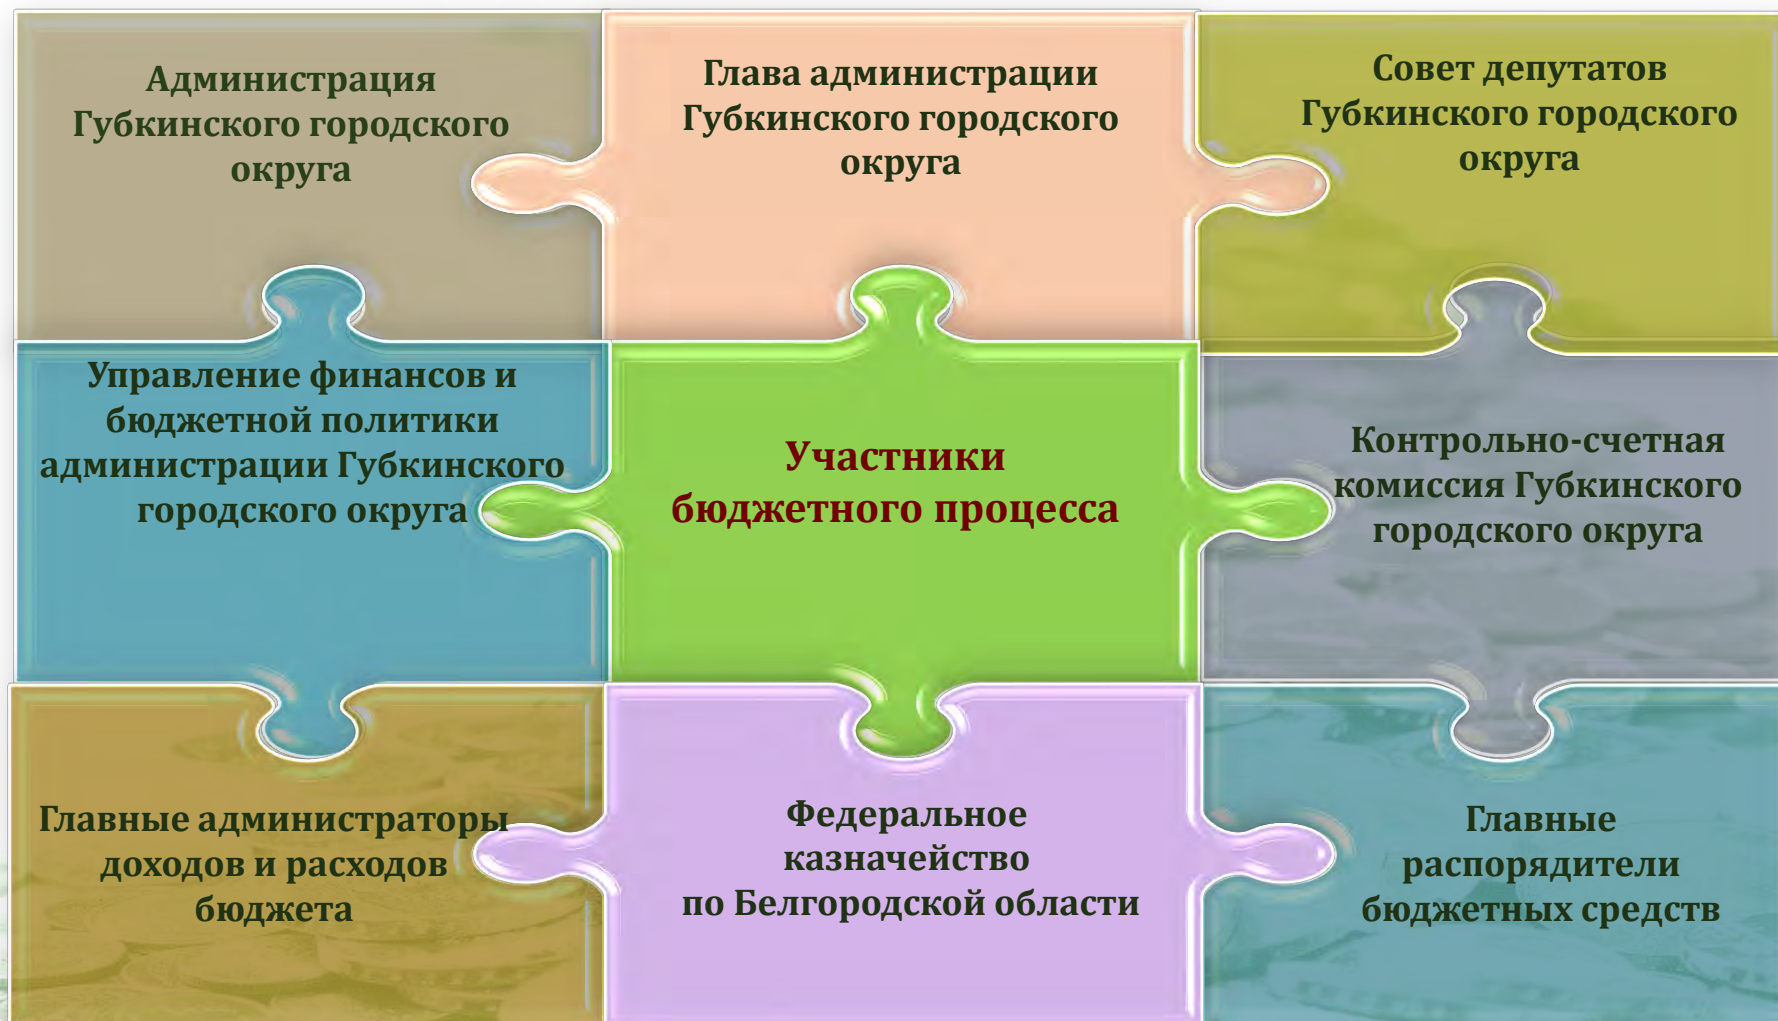 Администрация
Губкинского городского
округа
Глава администрации
Губкинского городского
округа
Совет депутатов
Губкинского городского
округа
Управление финансов и
бюджетной политики
администрации Губкинского
городского округа
Участники
бюджетного процесса
Контрольно-счетная
комиссия Губкинского
городского округа
Главные администраторы
доходов и расходов
бюджета
Федеральное
казначейство
по Белгородской области
Главные
распорядители
бюджетных средств